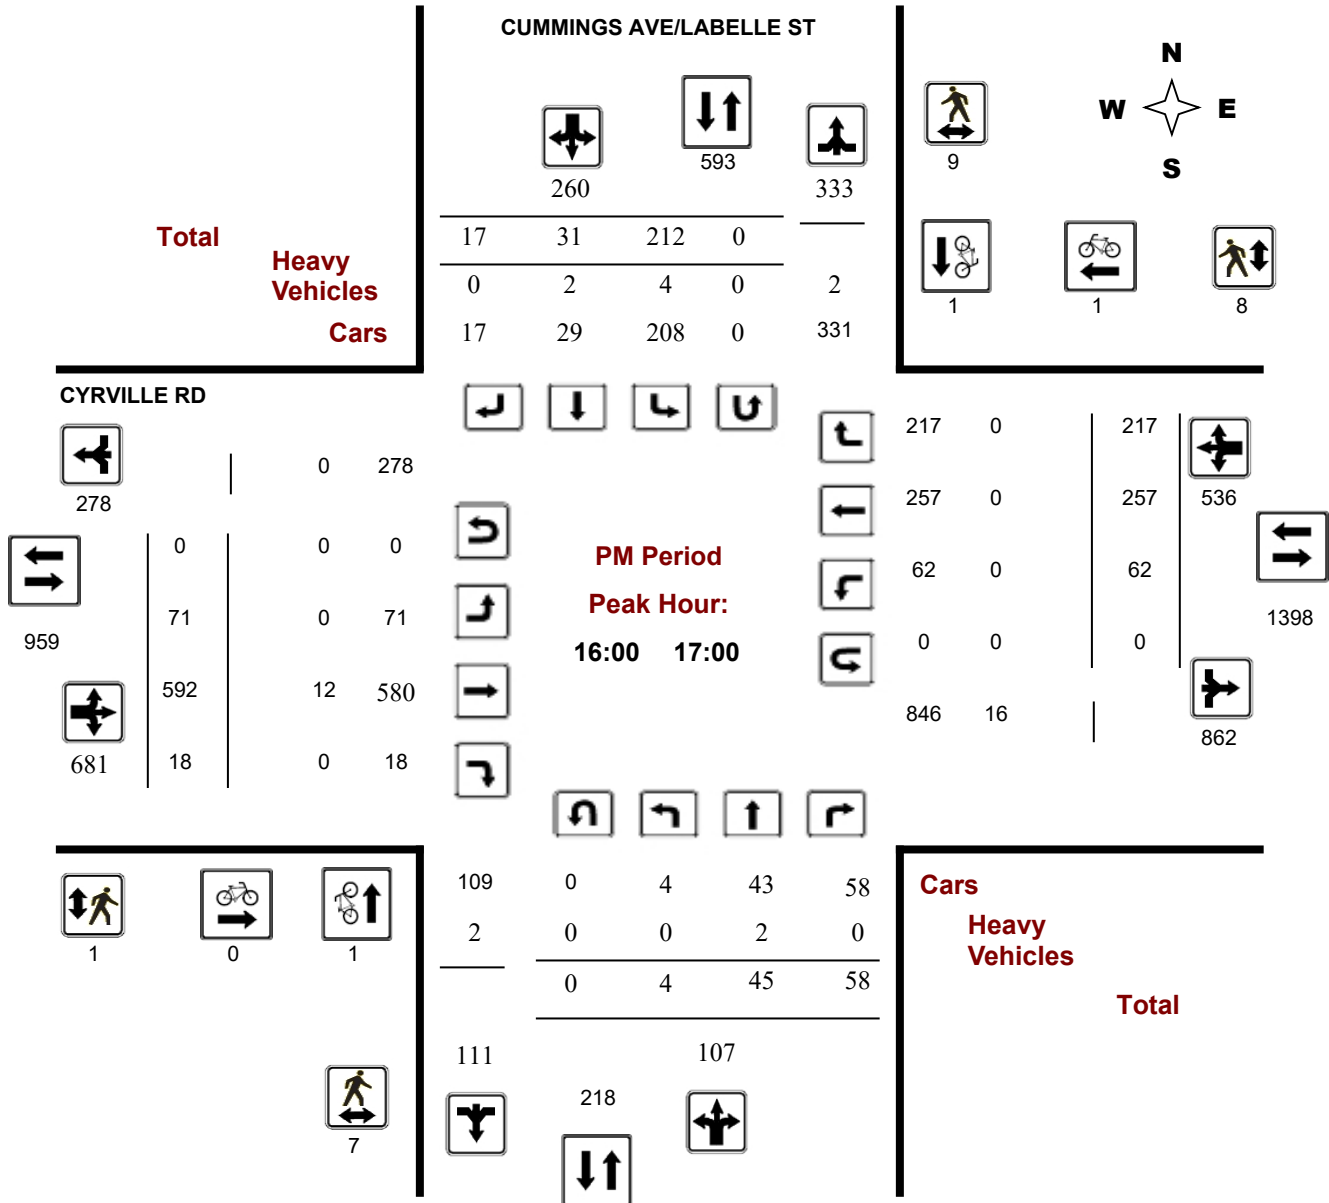 CUMMINGS AVE/LABELLE ST
N
W E
S
593
9
260 333
Total 17 31 212 0
Heavy
Vehicles 0 2 4 0 2
1 1 8
Cars 17 29 208 0 331
CYRVILLE RD
217 0 217
0 278
278
257 0 257 536
0 0 0
PM Period
62 0 62
71 0 71
Peak Hour:
1398
959
16:00 17:00
0 0 0
592 12 580
846 16
862
681 18 0 18
109 0 4 43 58
Cars
2 0 0 2 0
Heavy
Vehicles
1 0 1
0 4 45 58
Total
111 107
218
7